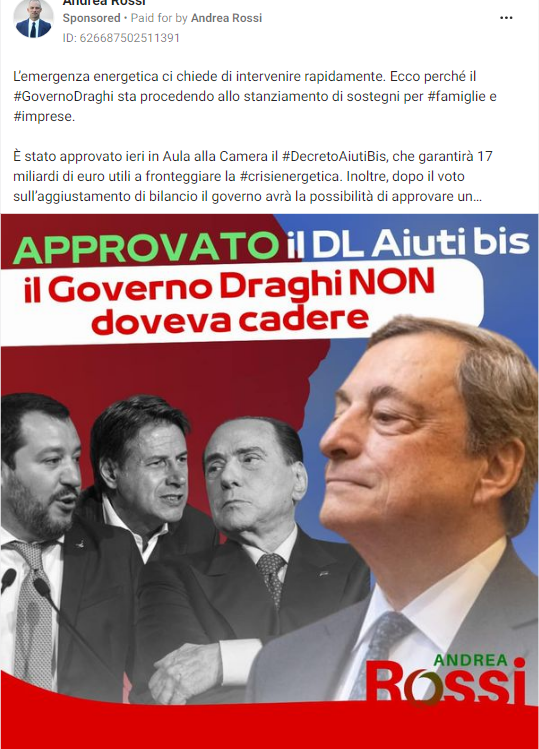 Andrea Rossi
Sponsored • Paid for by Andrea Rossi
ID: 626687502511391
L'emergenza energetica ci chiede di intervenire rapidamente. Ecco perché il
#GovernoDraghi sta procedendo allo stanziamento di sostegni per #famiglie e
#imprese.
È stato approvato ieri in Aula alla Camera il #DecretoAiutiBis, che garantirà 17
miliardi di euro utili a fronteggiare la #crisienergetica. Inoltre, dopo il voto
sull'aggiustamento di bilancio il governo avrà la possibilità di approvare un...
APPROVATO il DL Aiuti bis
il Governo Draghi NON
doveva cadere
ANDREA
Rossi